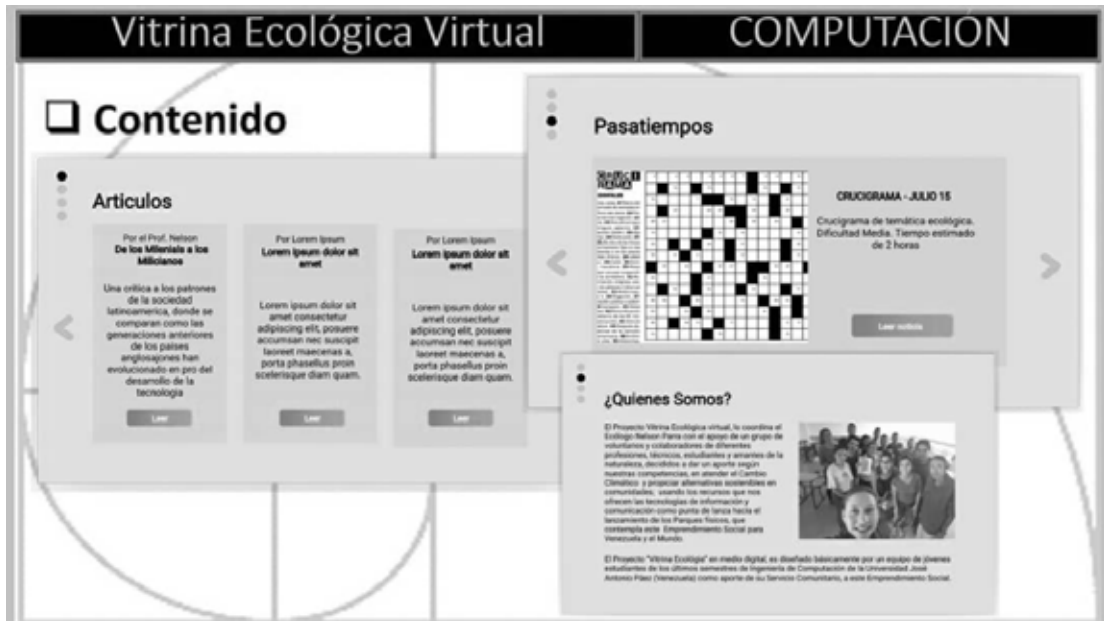 Vitrina Ecológica Virtual
COMPUTACIÓN
Contenido
Articulos
Por el Prof. Nelson
De los Milenials a los
Milicianos
Una critica a los patrones
de la sociedad
latinoamerica, donde se
comparan como las
generaciones anteriores
de los paises
anglosajones han
evolucionado en pro del
desarrollo de la
tecnologia
Leer
Por Lorem Ipsum
Lorem ipsum dolor sit
amet
Lorem ipsum dolor sit
amet consectetur
adipiscing elit, posuere
accumsan nec suscipit
laoreet maecenas a,
porta phasellus proin
scelerisque diam quam.
Leer
Por Lorem Ipsum
Lorem ipsum dolor sit
amet
Lorem ipsum dolor sit
amet consectetur
adipiscing elit, posuere
accumsan nec suscipit
laoreet maecenas a,
porta phasellus proin
scelerisque diam quam.
Leer
Pasatiempos
CRUCIGRAMA
CRUCIGRAMA - JULIO 15
Crucigrama de temática ecológica.
Dificultad Media. Tiempo estimado
de 2 horas
Leer noticia
¿Quienes Somos?
El Proyecto Vitrina Ecológica virtual, lo coordina el
Ecólogo Nelson Parra con el apoyo de un grupo de
voluntarios y colaboradores de diferentes
profesiones, técnicos, estudiantes y amantes de la
naturaleza, decididos a dar un aporte según
nuestras competencias, en atender el Cambio
Climático y propiciar alternativas sostenibles en
comunidades; usando los recursos que nos
ofrecen las tecnologías de información y
comunicación como punta de lanza hacia el
lanzamiento de los Parques físicos, que
contempla este Emprendimiento Social para
Venezuela y el Mundo.
El Proyecto "Vitrina Ecológia" en medio digital, es diseñado básicamente por un equipo de jóvenes
estudiantes de los últimos semestres de Ingeniería de Computación de la Universidad José
Antonio Páez (Venezuela) como aporte de su Servicio Comunitario, a este Emprendimiento Social.